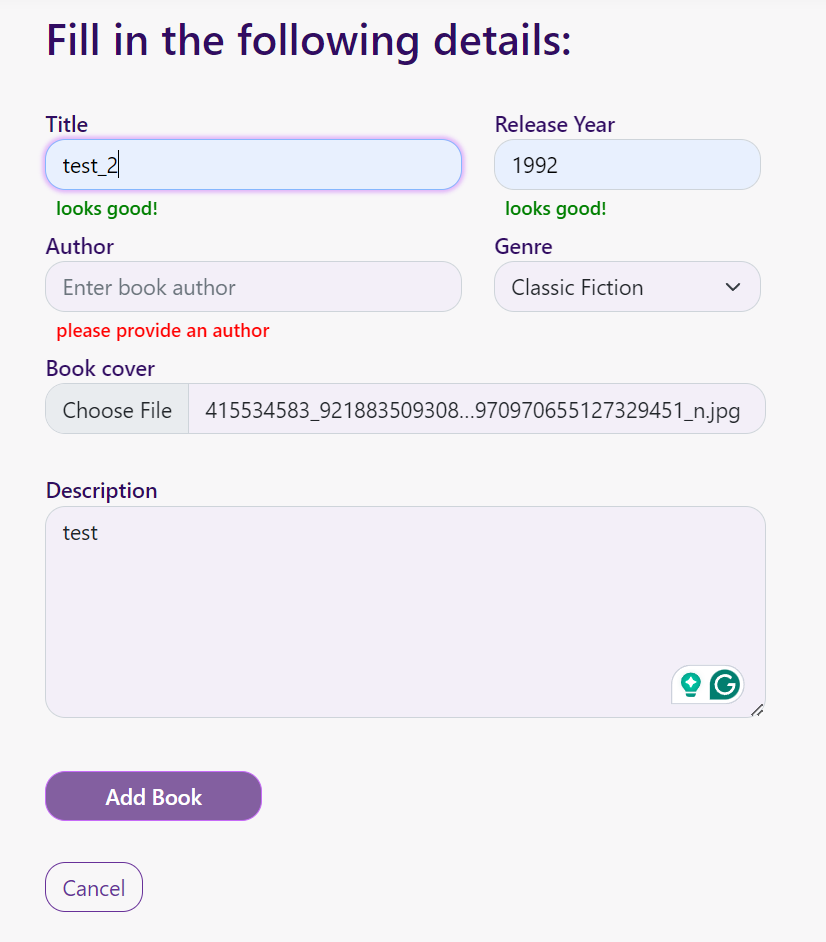 Fill in the following details:
Title
Release Year
test_2
1992
looks good!
looks good!
Author
Genre
Enter book author
Classic Fiction
please provide an author
Book cover
Choose File
415534583_921883509308...970970655127329451_n.jpg
Description
test
G
Add Book
Cancel